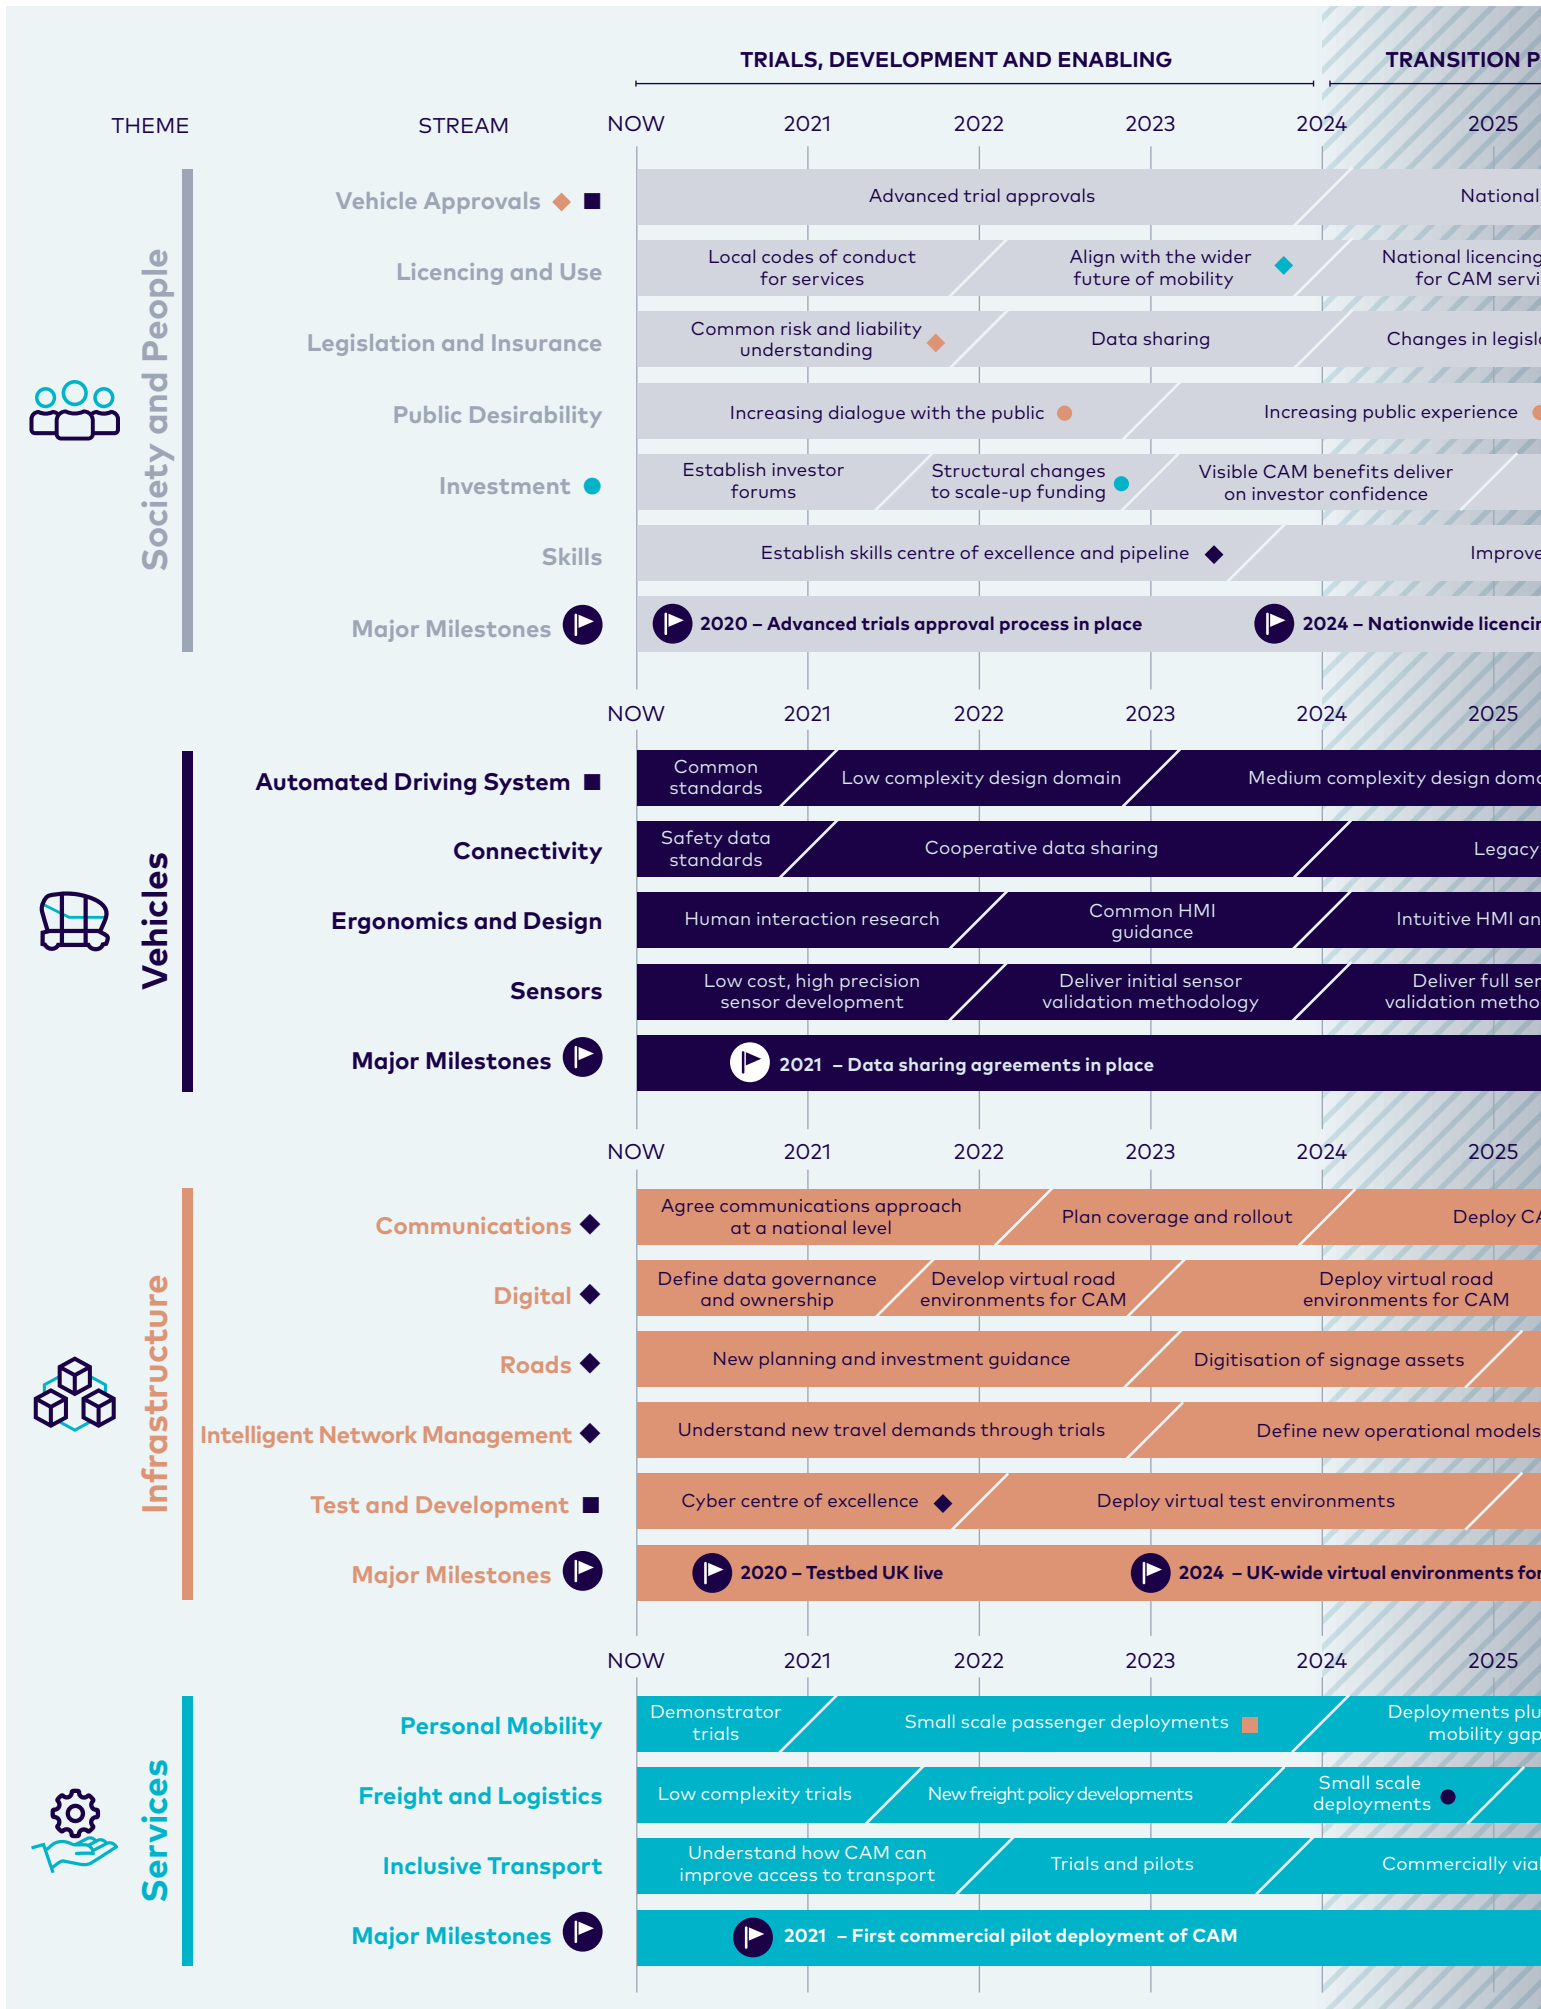 TRIALS, DEVELOPMENT AND ENABLING
TRANSITION P
THEME
STREAM
NOW
2021
2022
2023
2024
2025
Society and People
Vehicle Approvals
Advanced trial approvals
National
Licencing and Use
Local codes of conduct
for services
Align with the wider
future of mobility
National licencing
for CAM servi
Legislation and Insurance
Common risk and liability
understanding
Data sharing
Changes in legisl
Public Desirability
Increasing dialogue with the public
Increasing public experience
Investment
Establish investor
forums
Structural changes
to scale-up funding
Visible CAM benefits deliver
on investor confidence
Skills
Establish skills centre of excellence and pipeline
Improve
Major Milestones
2020 – Advanced trials approval process in place
2024 – Nationwide licencin
NOW
2021
2022
2023
2024
2025
Vehicles
Automated Driving System
Common
standards
Low complexity design domain
Medium complexity design doma
Connectivity
Safety data
standards
Cooperative data sharing
Legacy
Ergonomics and Design
Human interaction research
Common HMI
guidance
Intuitive HMI an
Sensors
Low cost, high precision
sensor development
Deliver initial sensor
validation methodology
Deliver full sen
validation metho
Major Milestones
2021 – Data sharing agreements in place
NOW
2021
2022
2023
2024
2025
Infrastructure
Communications
Agree communications approach
at a national level
Plan coverage and rollout
Deploy CA
Digital
Define data governance
and ownership
Develop virtual road
environments for CAM
Deploy virtual road
environments for CAM
Roads
New planning and investment guidance
Digitisation of signage assets
Intelligent Network Management
Understand new travel demands through trials
Define new operational models
Test and Development
Cyber centre of excellence
Deploy virtual test environments
Major Milestones
2020 – Testbed UK live
2024 – UK-wide virtual environments for
NOW
2021
2022
2023
2024
2025
Services
Personal Mobility
Demonstrator
trials
Small scale passenger deployments
Deployments plu
mobility gap
Freight and Logistics
Low complexity trials
New freight policy developments
Small scale
deployments
Inclusive Transport
Understand how CAM can
improve access to transport
Trials and pilots
Commercially vial
Major Milestones
2021 – First commercial pilot deployment of CAM